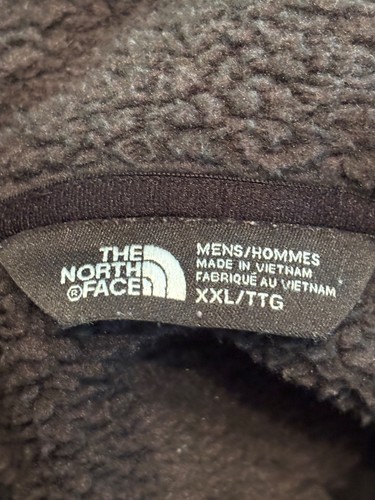 THE
NORTH
®FACE
MENS/HOMMES
MADE IN VIETNAM
FABRIQUÉ AU VIETNAM
XXL/TTG